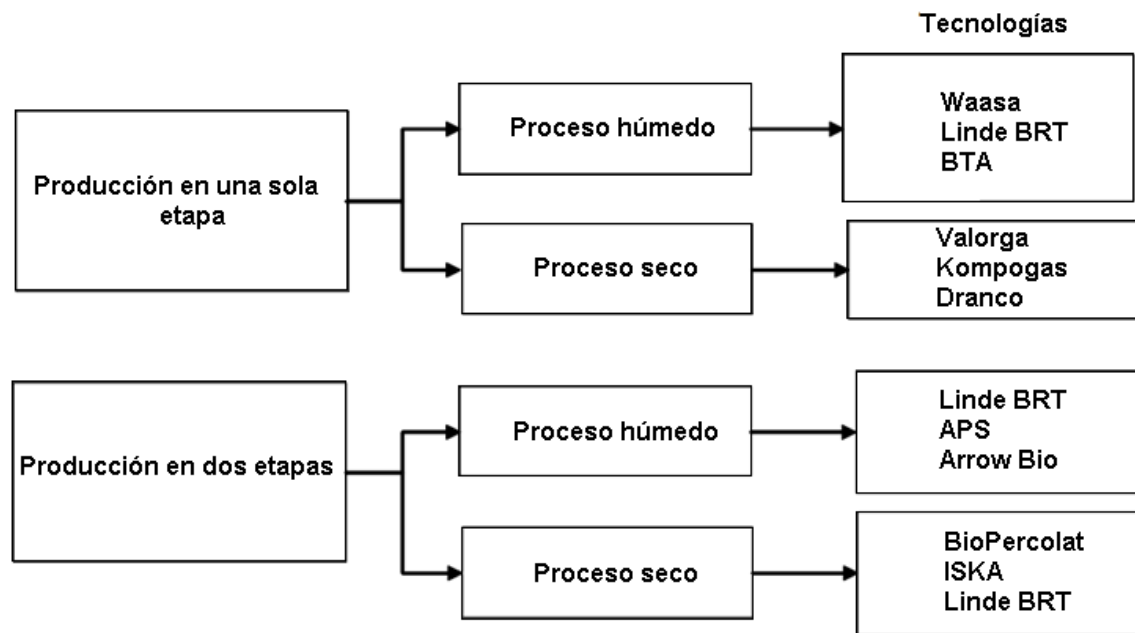 Tecnologías
Producción en una sola
etapa
Proceso húmedo
Waasa
Linde BRT
BTA
Proceso seco
Valorga
Kompogas
Dranco
Producción en dos etapas
Proceso húmedo
Linde BRT
APS
Arrow Bio
Proceso seco
BioPercolat
ISKA
Linde BRT